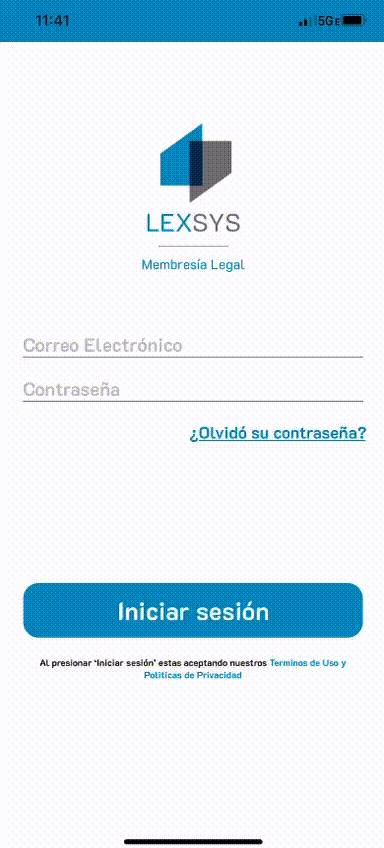 11:41
5GE
LEXSYS
Membresía Legal
Correo Electrónico
Contraseña
¿Olvidó su contraseña?
Iniciar sesión
Al presionar 'Iniciar sesión' estas aceptando nuestros Terminos de Uso y
Politicas de Privacidad